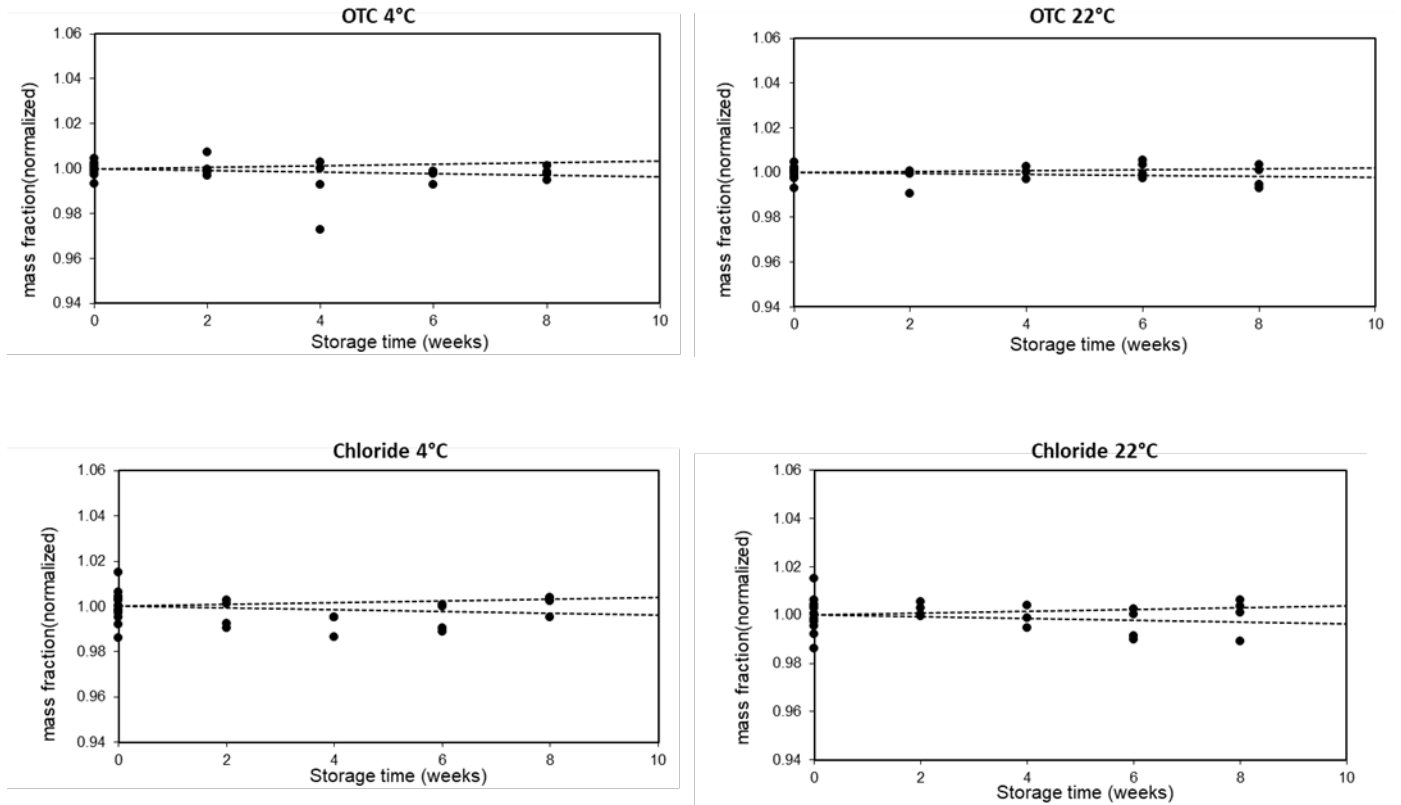 OTC 4°C
1.06
1.04
1.02
1.00
0.98
0.96
0.94
mass fraction(normalized)
0 2 4 6 8 10
Storage time (weeks)
OTC 22°C
1.06
1.04
1.02
1.00
0.98
0.96
0.94
mass fraction(normalized)
0 2 4 6 8 10
Storage time (weeks)
Chloride 4°C
1.06
1.04
1.02
1.00
0.98
0.96
0.94
mass fraction(normalized)
0 2 4 6 8 10
Storage time (weeks)
Chloride 22°C
1.06
1.04
1.02
1.00
0.98
0.96
0.94
mass fraction(normalized)
0 2 4 6 8 10
Storage time (weeks)